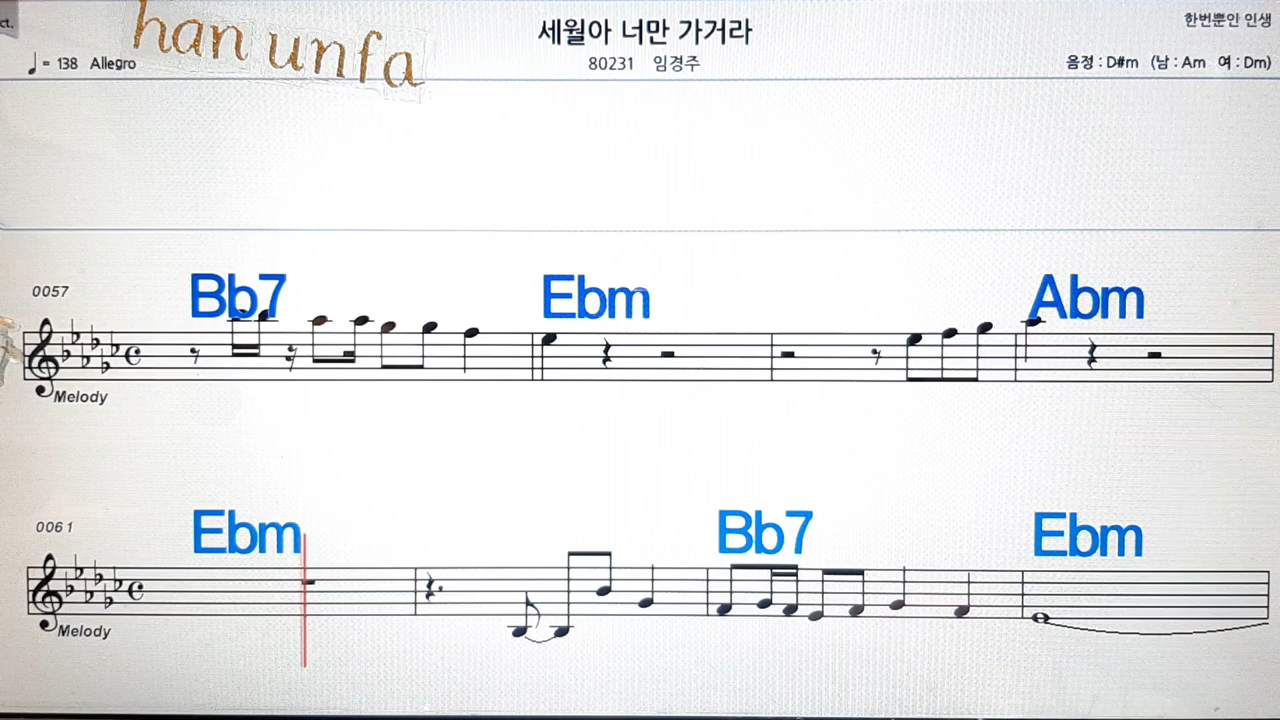 ct.
han unfa
세월아 너만 가거라
한번뿐인 인생
♩ = 138 Allegro
80231 임경주
음정 : D#m (남 : Am 여 : Dm)
0057
Bb7 Ebm Abm
Melody
0061
Ebm Bb7 Ebm
Melody